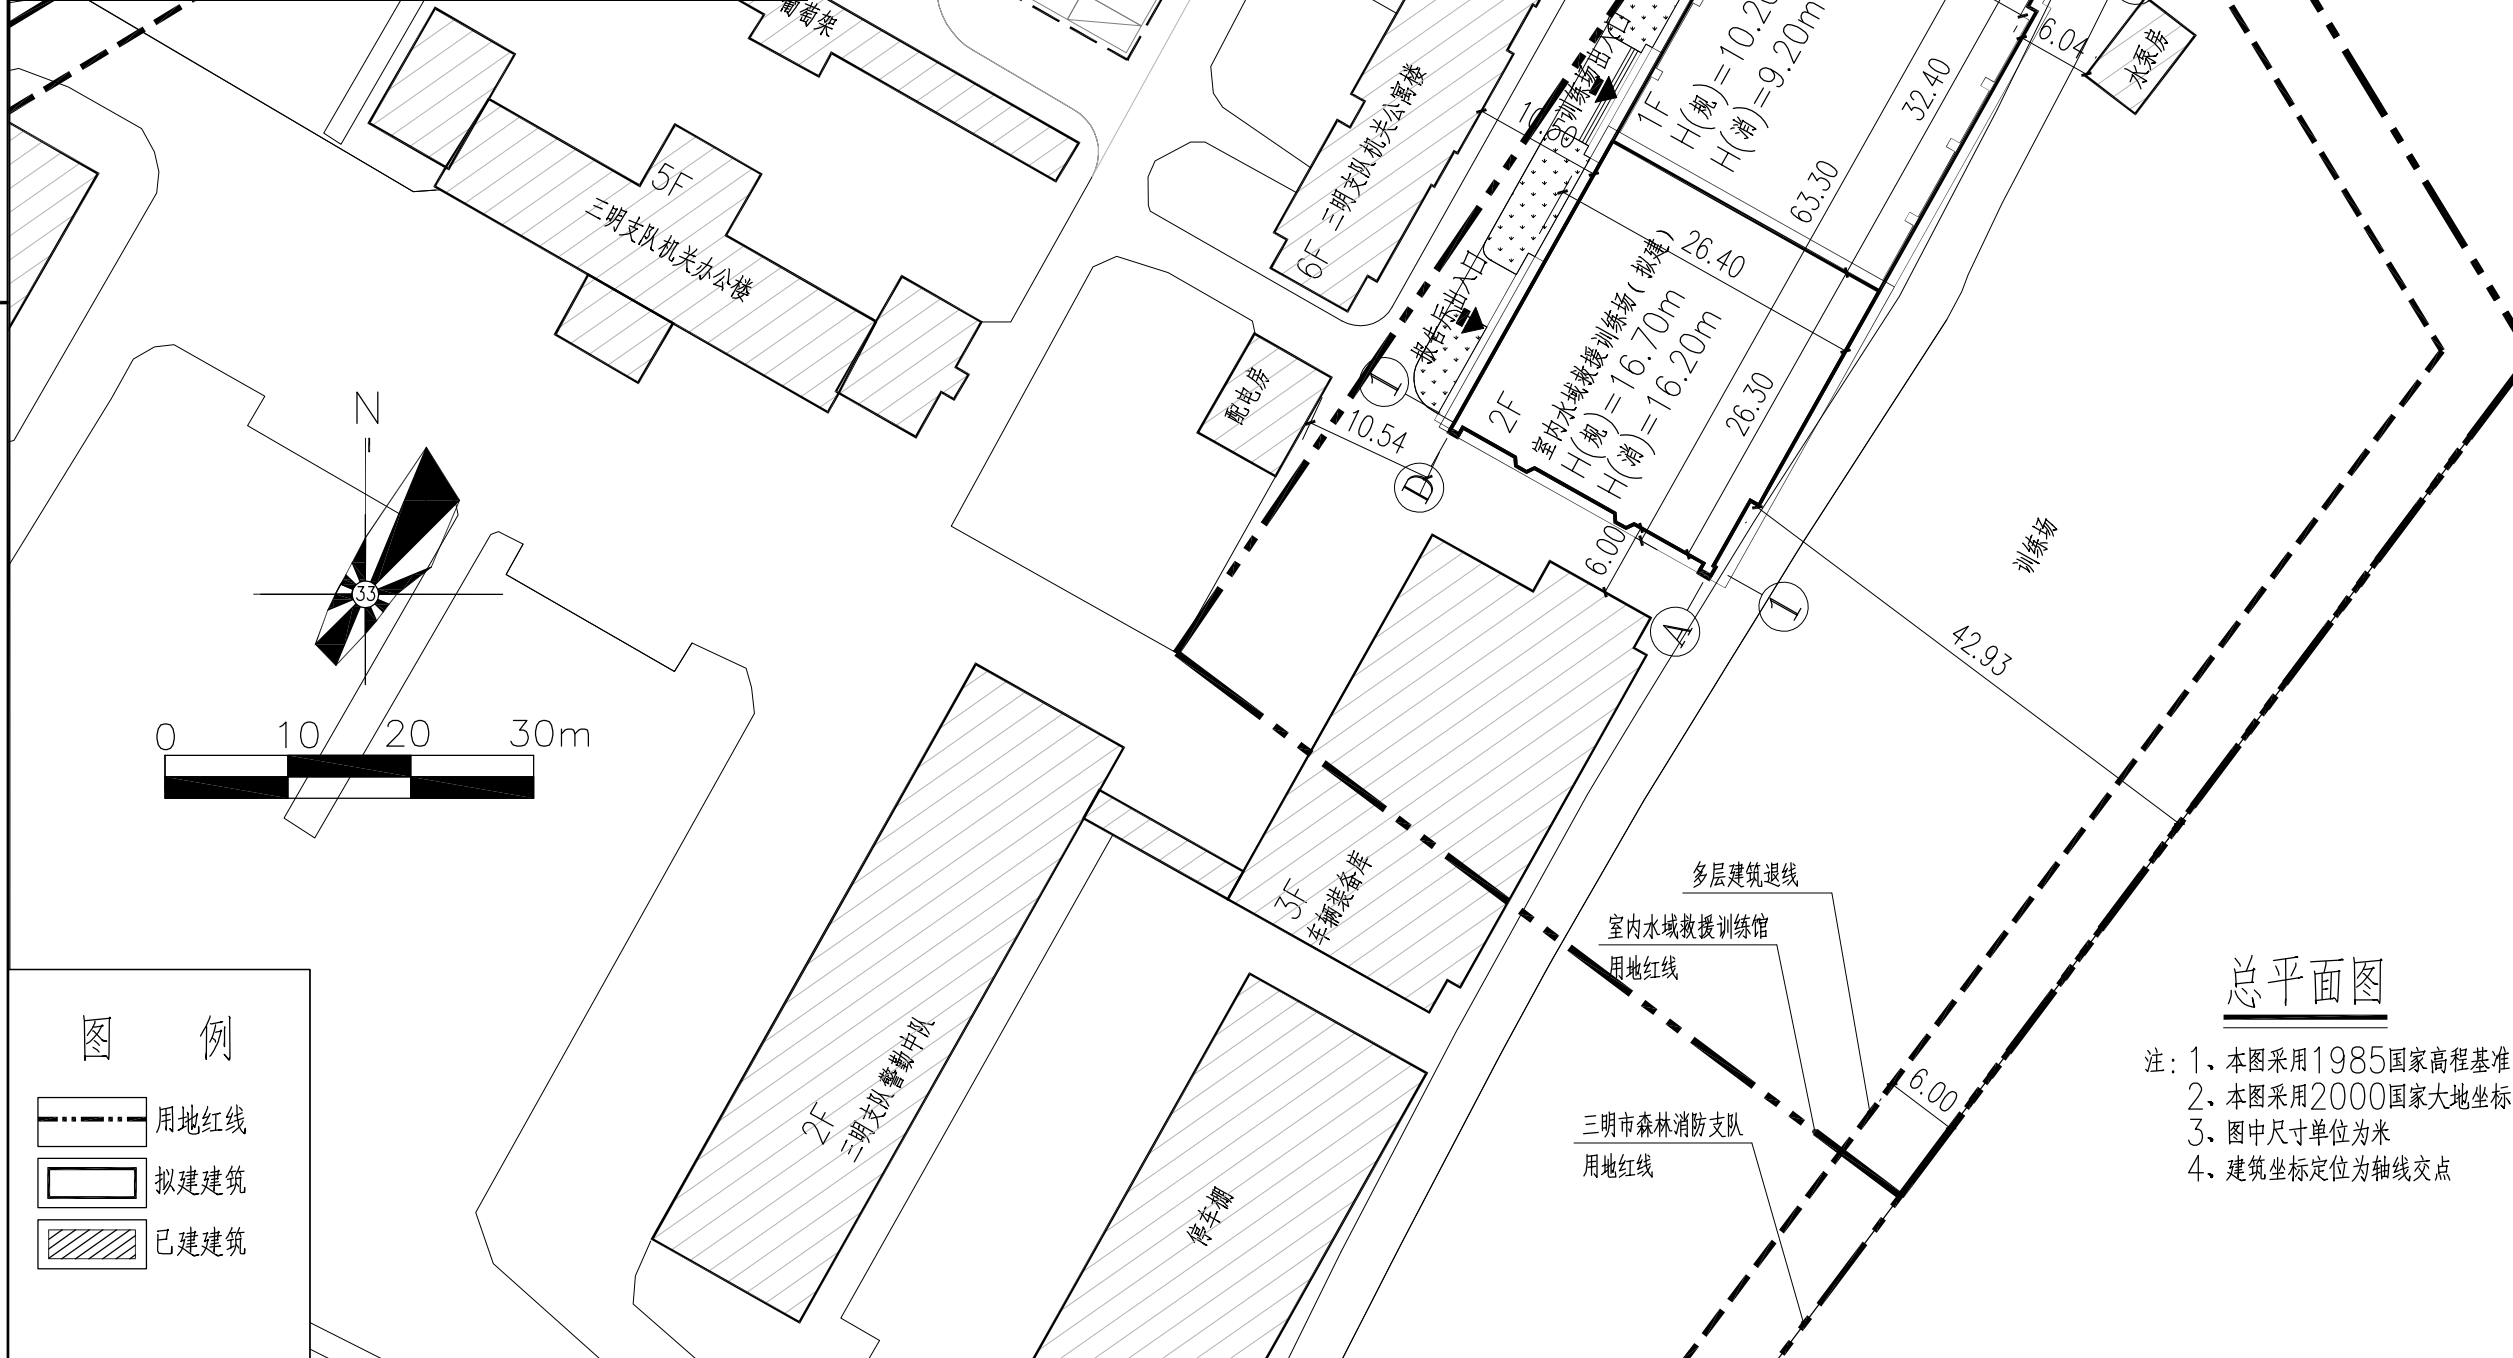 葡萄架
5F
三明支队机关办公楼
6F 三明支队机关公寓楼
训练场出入口
1F
H(规)=10.20
H(消)=9.20m
32.40
63.30
6.04
水泵房
报告厅出入口
26.40
2F
室内水域救援训练场(拟建)
H(规)=16.70m
H(消)=16.20m
26.30
1
D
10.54
配电房
6.00
A
1
训练场
42.93
N
33
0 10 20 30m
3F
车辆装备库
2F
三明支队警勤中队
停车棚
多层建筑退线
室内水域救援训练馆
用地红线
6.00
三明市森林消防支队
用地红线
图 例
用地红线
拟建建筑
已建建筑
总平面图
注：1、本图采用1985国家高程基准
2、本图采用2000国家大地坐标
3、图中尺寸单位为米
4、建筑坐标定位为轴线交点